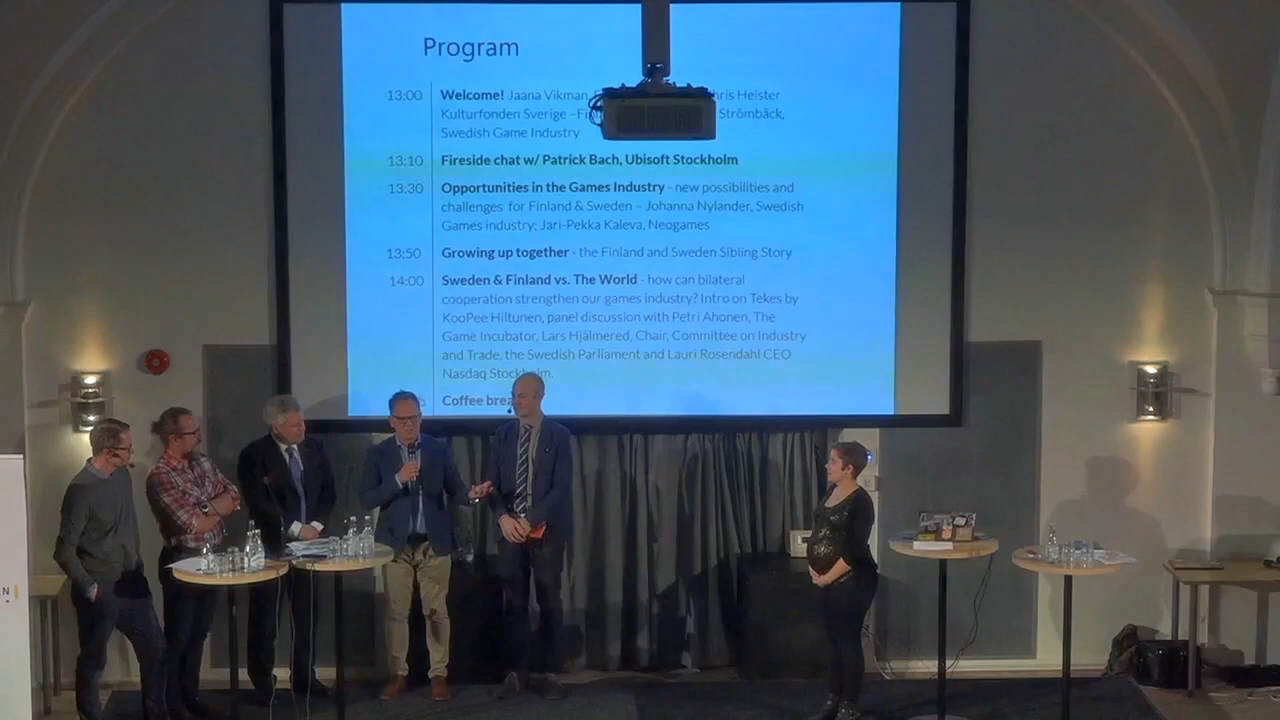 Program
13:00 Welcome! Jaana Vikman, hris Heister
Kulturfonden Sverige –Finl Strömbäck,
Swedish Game Industry
13:10 Fireside chat w/ Patrick Bach, Ubisoft Stockholm
13:30 Opportunities in the Games Industry - new possibilities and
challenges for Finland & Sweden – Johanna Nylander, Swedish
Games industry; Jari-Pekka Kaleva, Neogames
13:50 Growing up together - the Finland and Sweden Sibling Story
14:00 Sweden & Finland vs. The World - how can bilateral
cooperation strengthen our games industry? Intro on Tekes by
KooPee Hiltunen, panel discussion with Petri Ahonen, The
Game Incubator, Lars Hjälmered, Chair, Committee on Industry
and Trade, the Swedish Parliament and Lauri Rosendahl CEO
Nasdaq Stockholm.
Coffee brea